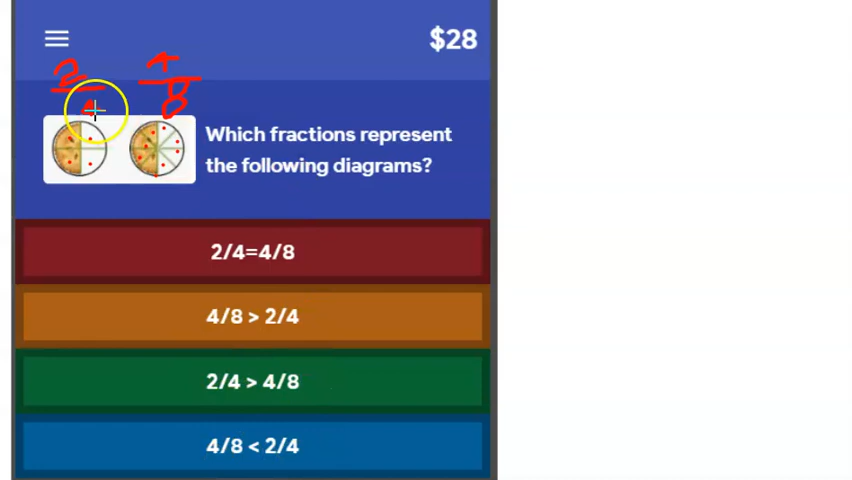 $28
2 4
4 8
Which fractions represent
the following diagrams?
2/4=4/8
4/8 > 2/4
2/4 > 4/8
4/8 < 2/4